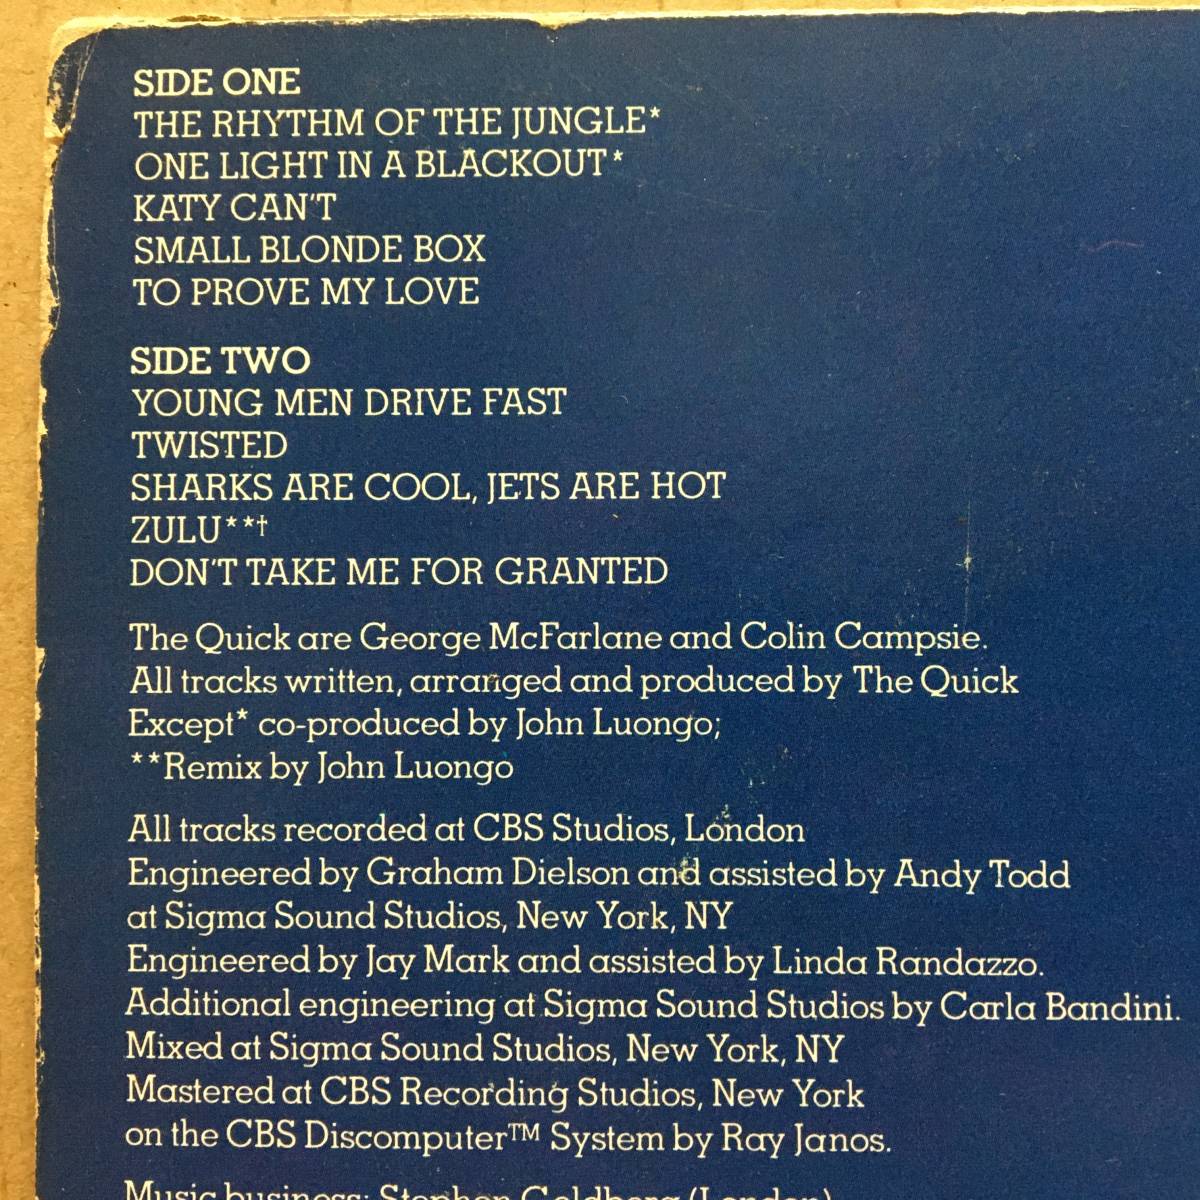 SIDE ONE
THE RHYTHM OF THE JUNGLE*
ONE LIGHT IN A BLACKOUT*
KATY CAN'T
SMALL BLONDE BOX
TO PROVE MY LOVE
SIDE TWO
YOUNG MEN DRIVE FAST
TWISTED
SHARKS ARE COOL, JETS ARE HOT
ZULU**†
DON'T TAKE ME FOR GRANTED
The Quick are George McFarlane and Colin Campsie.
All tracks written, arranged and produced by The Quick
Except* co-produced by John Luongo;
**Remix by John Luongo
All tracks recorded at CBS Studios, London
Engineered by Graham Dielson and assisted by Andy Todd
at Sigma Sound Studios, New York, NY
Engineered by Jay Mark and assisted by Linda Randazzo.
Additional engineering at Sigma Sound Studios by Carla Bandini.
Mixed at Sigma Sound Studios, New York, NY
Mastered at CBS Recording Studios, New York
on the CBS Discomputer™ System by Ray Janos.
Music business: Stephen Goldberg (London)